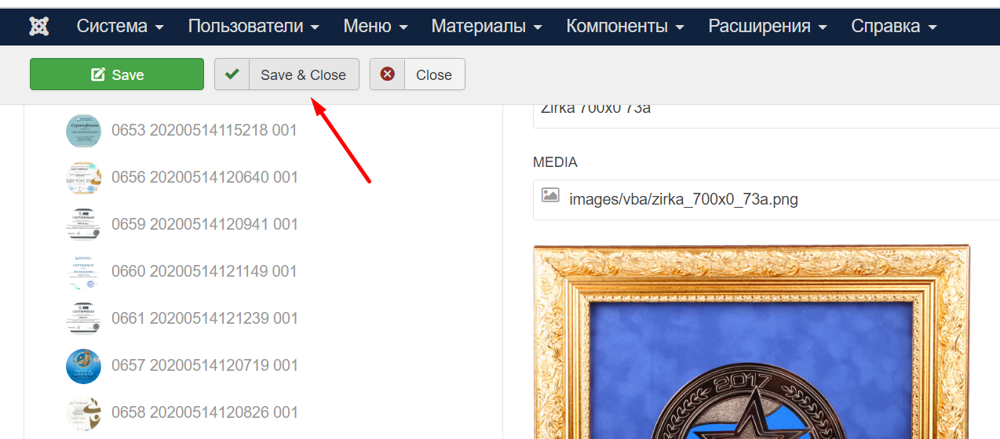 Система Пользователи Меню Материалы Компоненты Расширения Справка
Save Save & Close Close
0653 20200514115218 001
0656 20200514120640 001
0659 20200514120941 001
0660 20200514121149 001
0661 20200514121239 001
0657 20200514120719 001
0658 20200514120826 001
Zirka 700x0 73a
MEDIA
images/vba/zirka_700x0_73a.png
2017